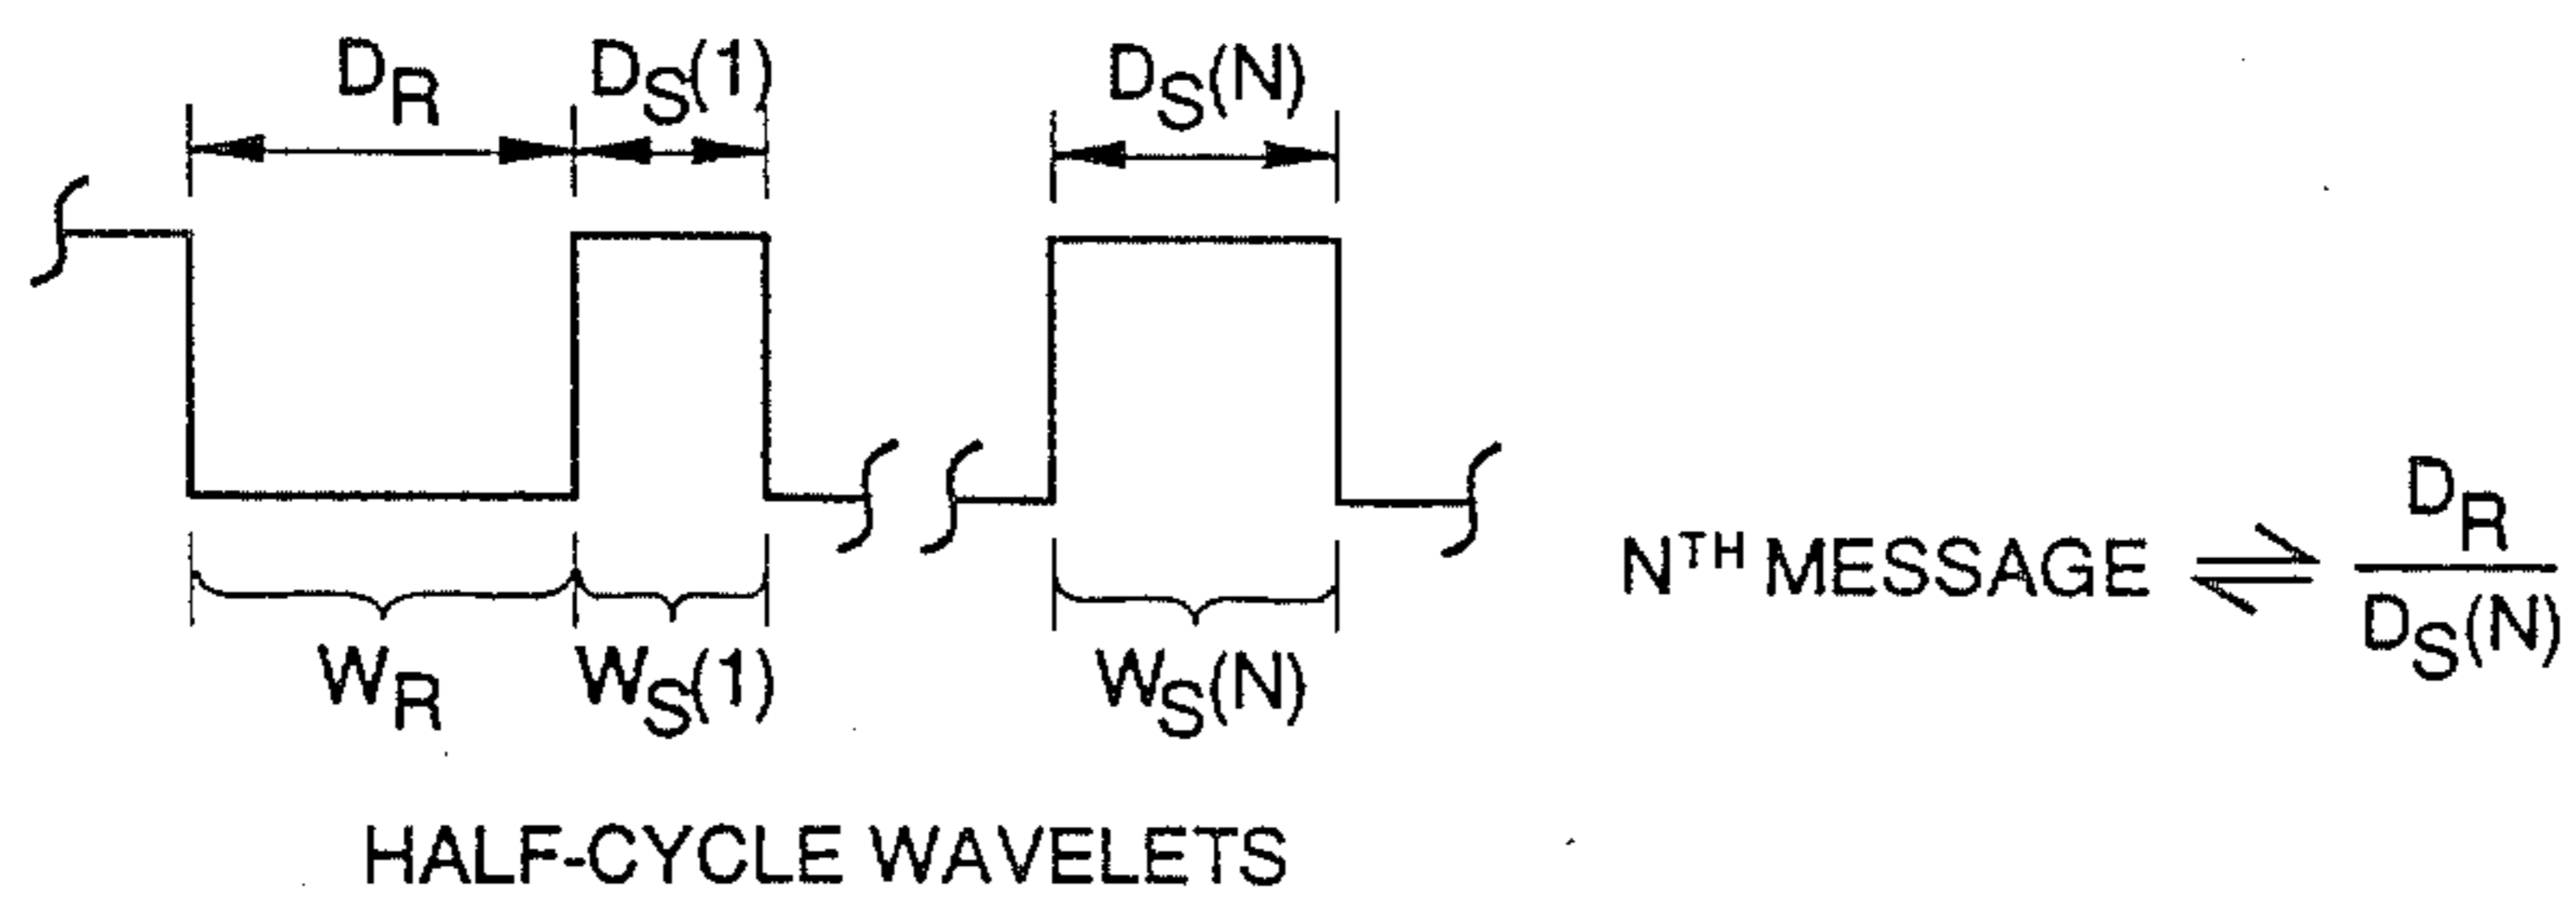 D_R D_S(1) D_S(N)
W_R W_S(1) W_S(N)
N^TH MESSAGE ⇌ D_R / D_S(N)
HALF-CYCLE WAVELETS